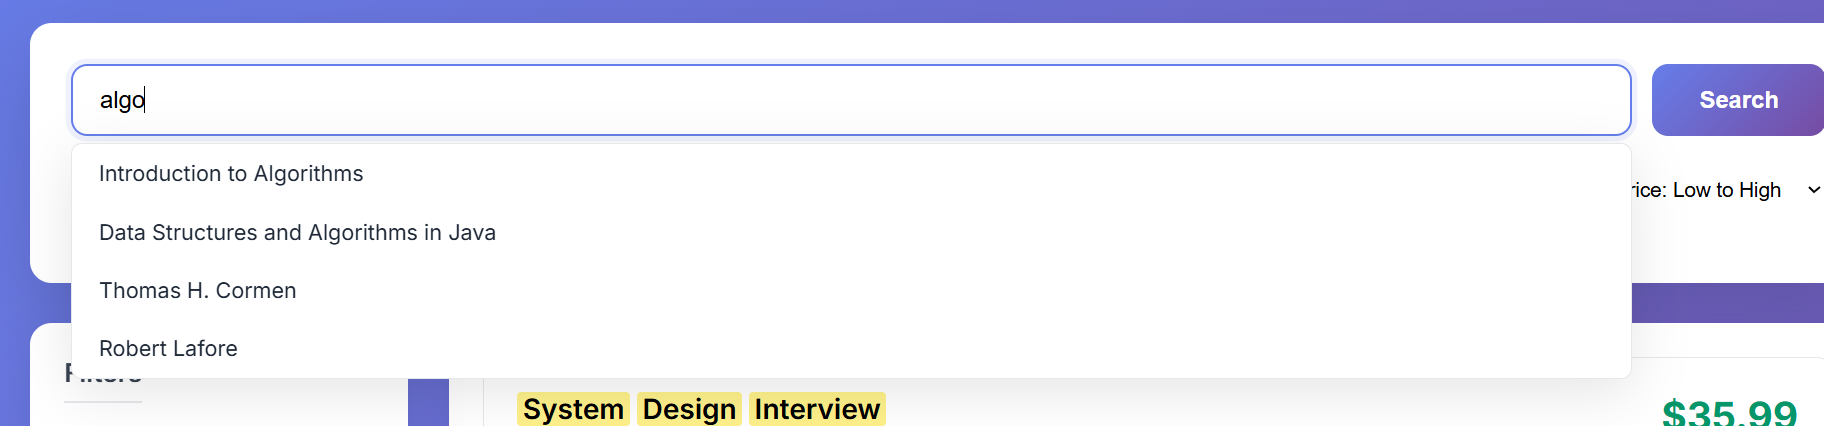 algo
Search
Introduction to Algorithms
rice: Low to High
Data Structures and Algorithms in Java
Thomas H. Cormen
Robert Lafore
Filters
System Design Interview
$35.99